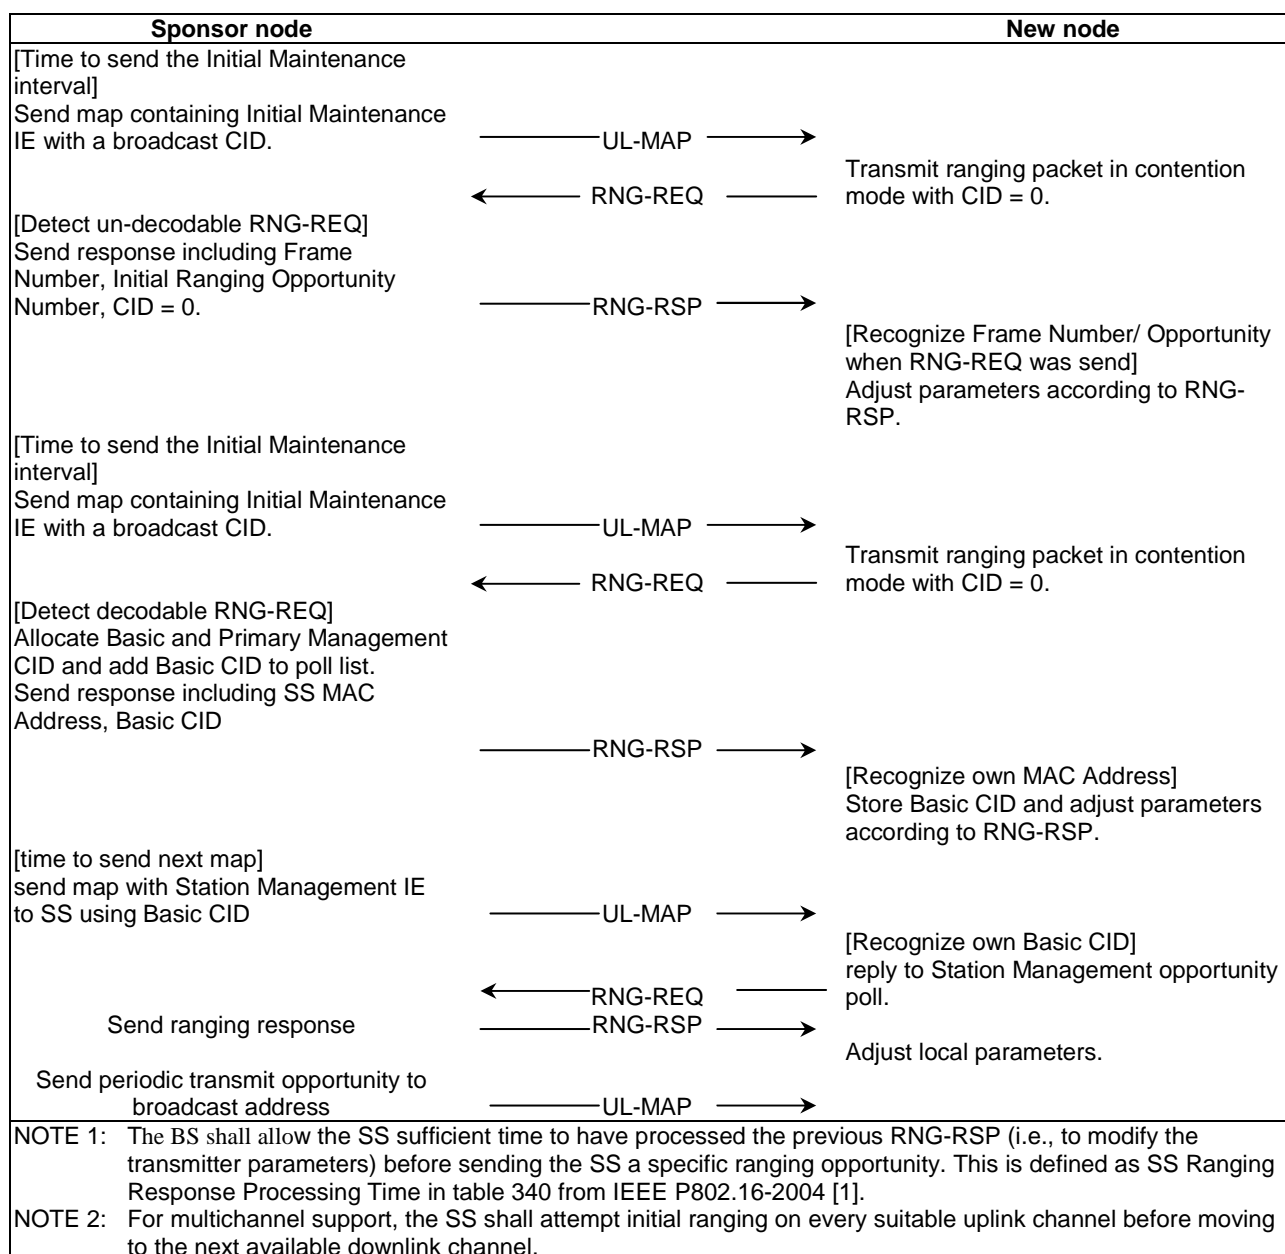 Sponsor node New node
[Time to send the Initial Maintenance
interval]
Send map containing Initial Maintenance
IE with a broadcast CID.
UL-MAP
Transmit ranging packet in contention
mode with CID = 0.
RNG-REQ
[Detect un-decodable RNG-REQ]
Send response including Frame
Number, Initial Ranging Opportunity
Number, CID = 0.
RNG-RSP
[Recognize Frame Number/ Opportunity
when RNG-REQ was send]
Adjust parameters according to RNG-
RSP.
[Time to send the Initial Maintenance
interval]
Send map containing Initial Maintenance
IE with a broadcast CID.
UL-MAP
Transmit ranging packet in contention
mode with CID = 0.
RNG-REQ
[Detect decodable RNG-REQ]
Allocate Basic and Primary Management
CID and add Basic CID to poll list.
Send response including SS MAC
Address, Basic CID
RNG-RSP
[Recognize own MAC Address]
Store Basic CID and adjust parameters
according to RNG-RSP.
[time to send next map]
send map with Station Management IE
to SS using Basic CID
UL-MAP
[Recognize own Basic CID]
reply to Station Management opportunity
poll.
RNG-REQ
Send ranging response
RNG-RSP
Adjust local parameters.
Send periodic transmit opportunity to
broadcast address
UL-MAP
NOTE 1: The BS shall allow the SS sufficient time to have processed the previous RNG-RSP (i.e., to modify the
transmitter parameters) before sending the SS a specific ranging opportunity. This is defined as SS Ranging
Response Processing Time in table 340 from IEEE P802.16-2004 [1].
NOTE 2: For multichannel support, the SS shall attempt initial ranging on every suitable uplink channel before moving
to the next available downlink channel.